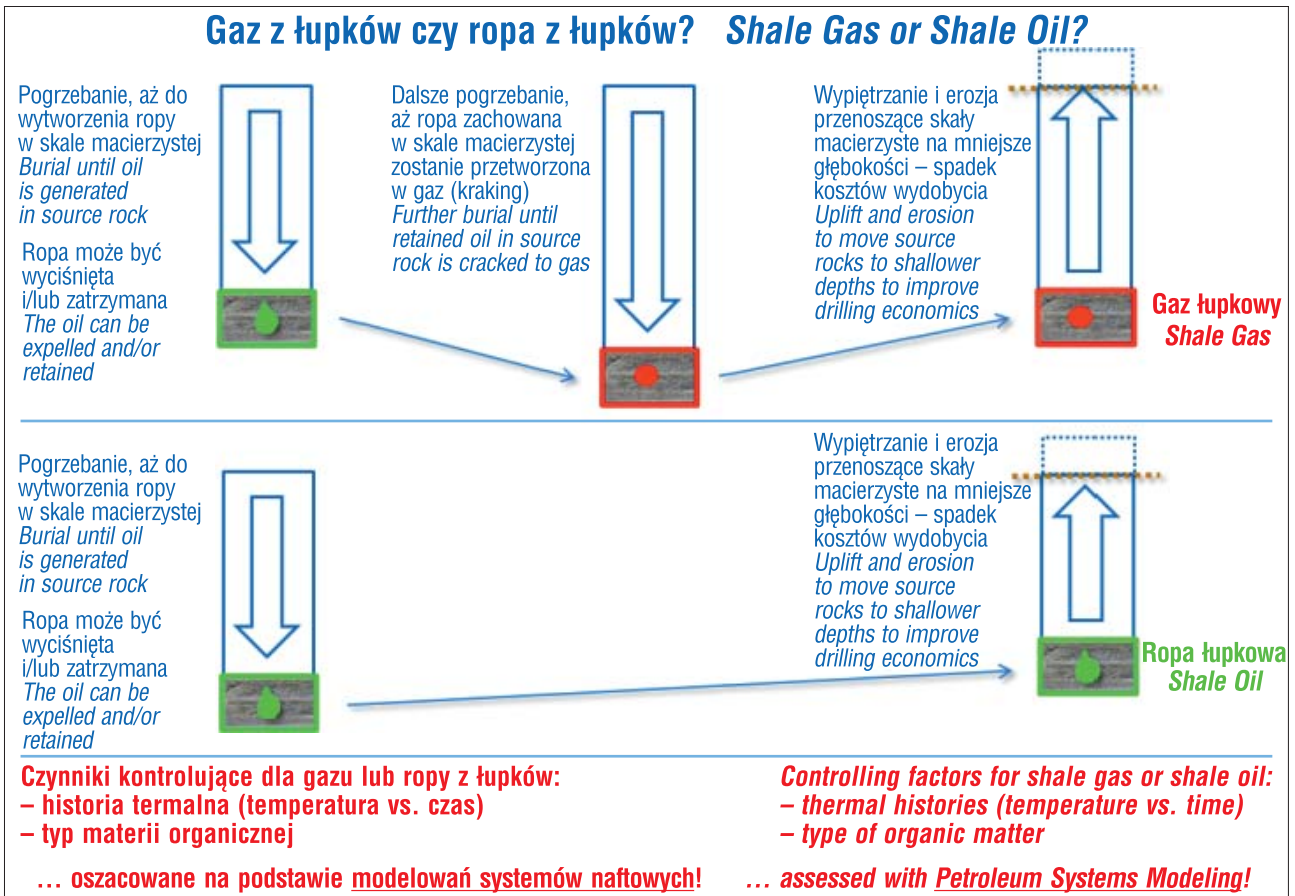 Gaz z łupków czy ropa z łupków? Shale Gas or Shale Oil?
Pogrzebanie, aż do
wytworzenia ropy
w skale macierzystej
Burial until oil
is generated
in source rock
Ropa może być
wyciśnięta
i/lub zatrzymana
The oil can be
expelled and/or
retained
Dalsze pogrzebanie,
aż ropa zachowana
w skale macierzystej
zostanie przetworzona
w gaz (kraking)
Further burial until
retained oil in source
rock is cracked to gas
Wypiętrzanie i erozja
przenoszące skały
macierzyste na mniejsze
głębokości – spadek
kosztów wydobycia
Uplift and erosion
to move source
rocks to shallower
depths to improve
drilling economics
Gaz łupkowy
Shale Gas
Pogrzebanie, aż do
wytworzenia ropy
w skale macierzystej
Burial until oil
is generated
in source rock
Ropa może być
wyciśnięta
i/lub zatrzymana
The oil can be
expelled and/or
retained
Wypiętrzanie i erozja
przenoszące skały
macierzyste na mniejsze
głębokości – spadek
kosztów wydobycia
Uplift and erosion
to move source
rocks to shallower
depths to improve
drilling economics
Ropa łupkowa
Shale Oil
Czynniki kontrolujące dla gazu lub ropy z łupków:
– historia termalna (temperatura vs. czas)
– typ materii organicznej
... oszacowane na podstawie modelowań systemów naftowych!
Controlling factors for shale gas or shale oil:
– thermal histories (temperature vs. time)
– type of organic matter
... assessed with Petroleum Systems Modeling!